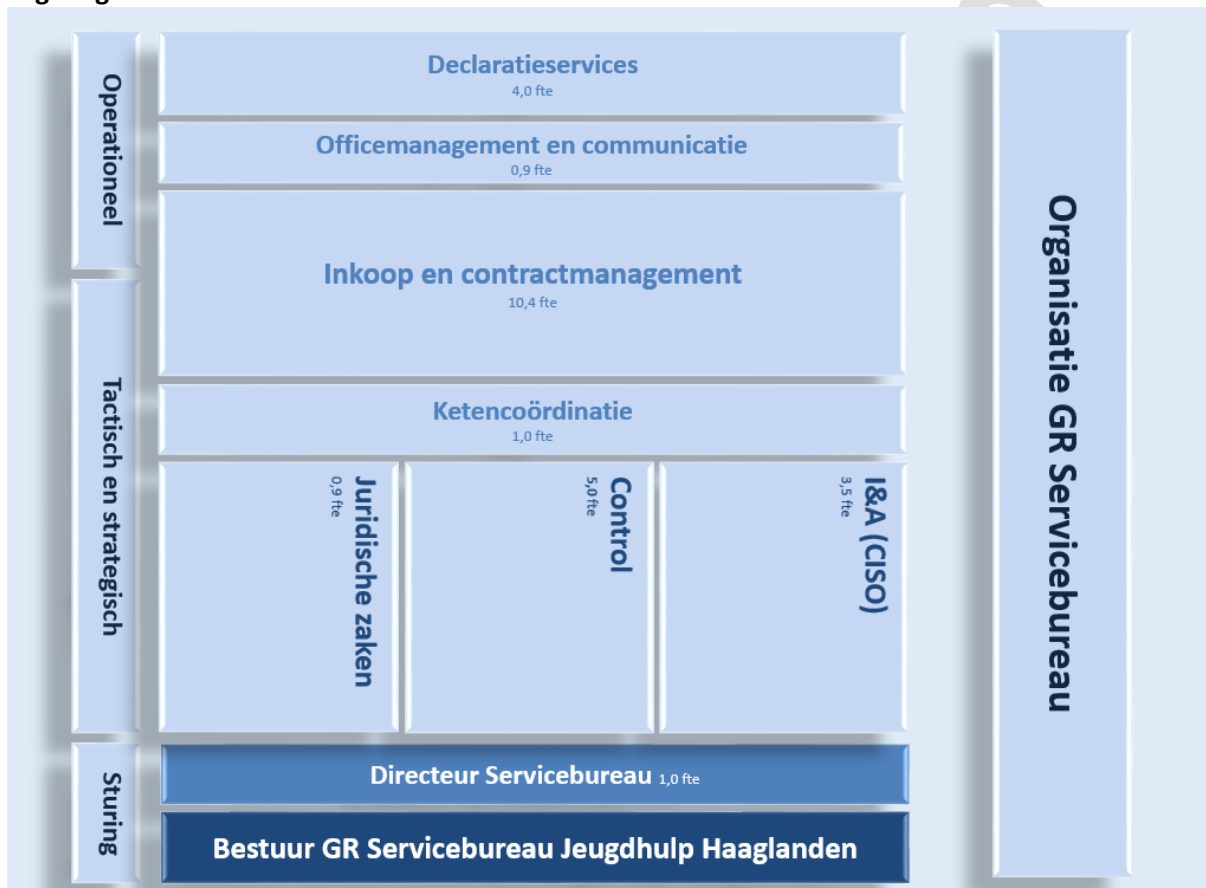 Operationeel
Declaratieservices
4,0 fte
Officemanagement en communicatie
0,9 fte
Inkoop en contractmanagement
10,4 fte
Tactisch en strategisch
Ketencoördinatie
1,0 fte
Juridische zaken
0,9 fte
Control
5,0 fte
I&A (CISO)
3,5 fte
Sturing
Directeur Servicebureau 1,0 fte
Bestuur GR Servicebureau Jeugdhulp Haaglanden
Organisatie GR Servicebureau